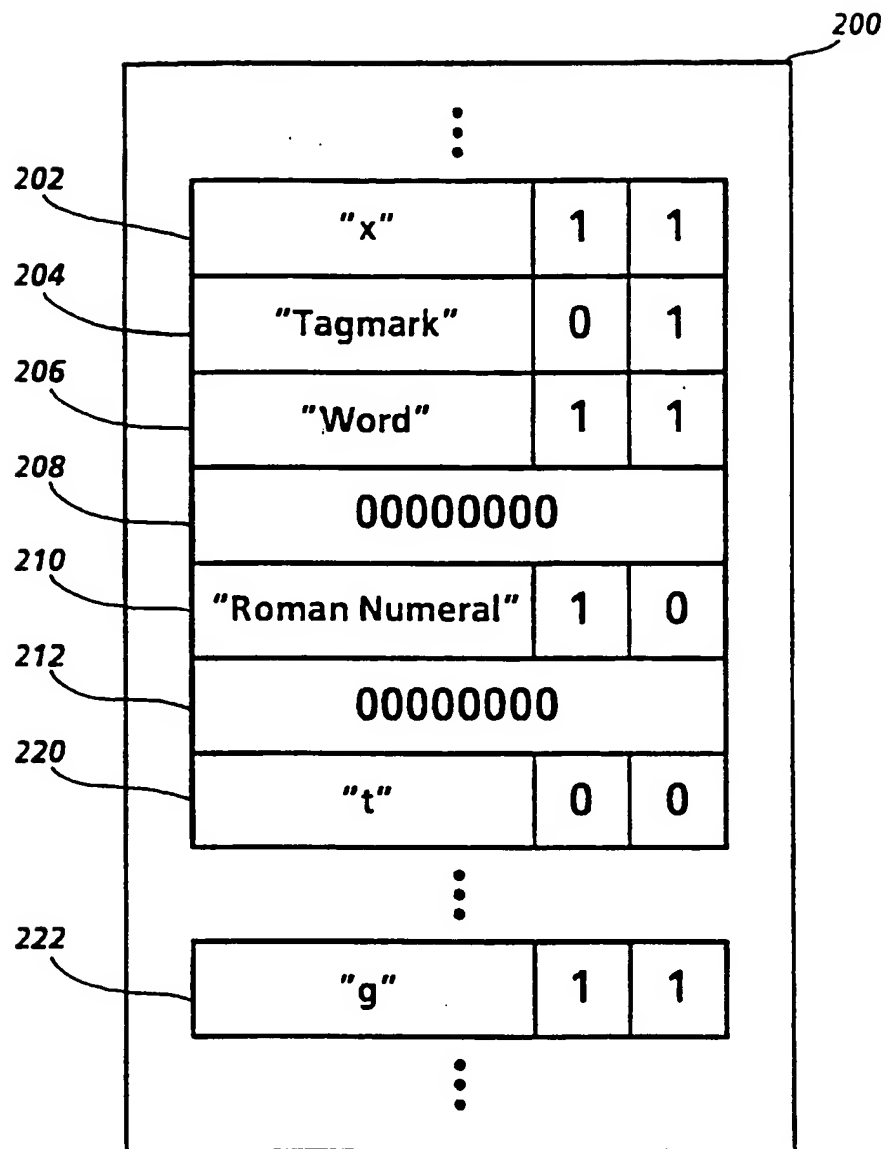 200
202 "x" 1 1
204 "Tagmark" 0 1
206 "Word" 1 1
208 00000000
210 "Roman Numeral" 1 0
212 00000000
220 "t" 0 0
222 "g" 1 1